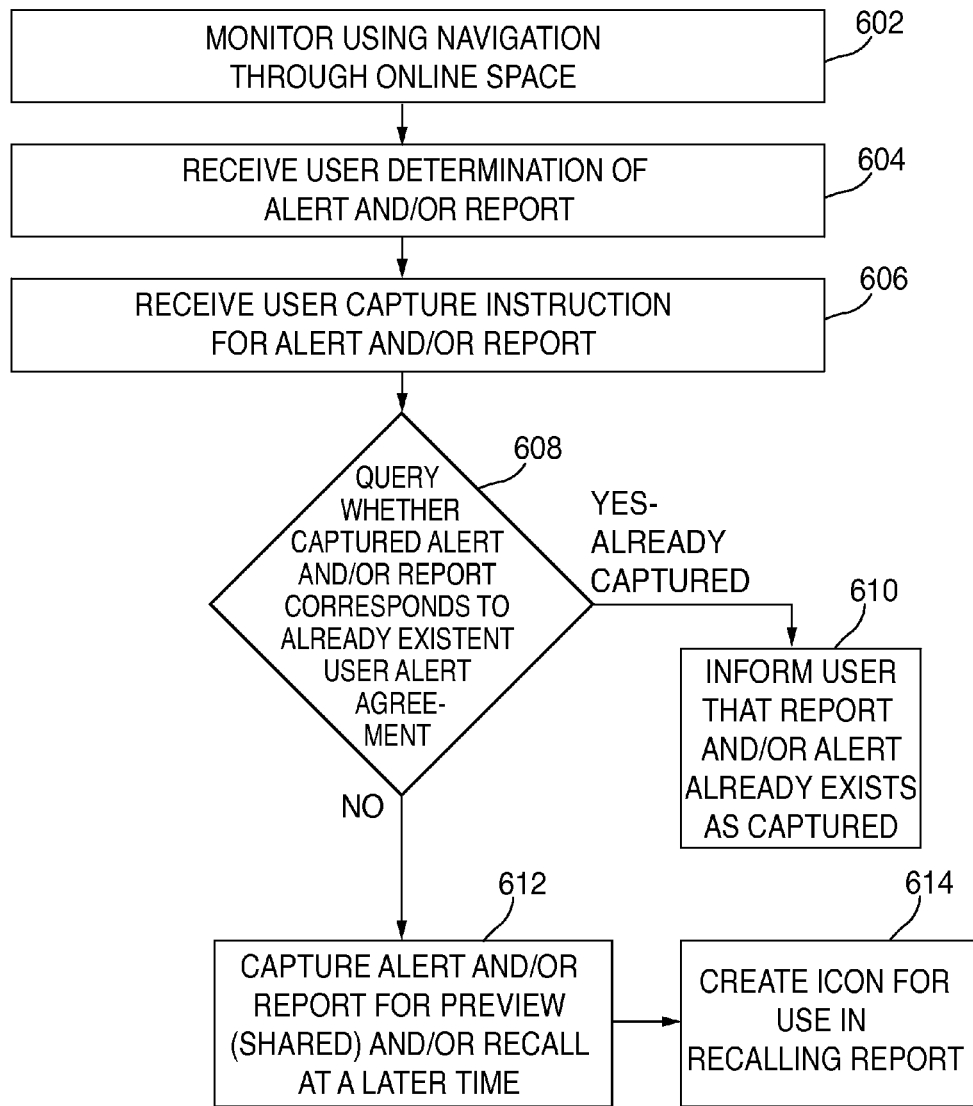 MONITOR USING NAVIGATION
THROUGH ONLINE SPACE
602
RECEIVE USER DETERMINATION OF
ALERT AND/OR REPORT
604
RECEIVE USER CAPTURE INSTRUCTION
FOR ALERT AND/OR REPORT
606
608
QUERY
WHETHER
CAPTURED ALERT
AND/OR REPORT
CORRESPONDS TO
ALREADY EXISTENT
USER ALERT
AGREE-
MENT
YES-
ALREADY
CAPTURED
610
INFORM USER
THAT REPORT
AND/OR ALERT
ALREADY EXISTS
AS CAPTURED
NO
612
CAPTURE ALERT AND/OR
REPORT FOR PREVIEW
(SHARED) AND/OR RECALL
AT A LATER TIME
614
CREATE ICON FOR
USE IN
RECALLING REPORT